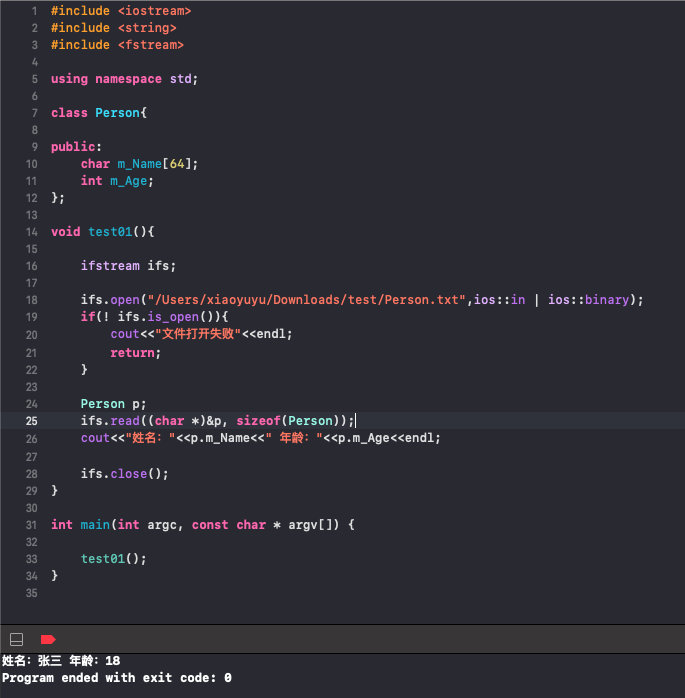 1 #include <iostream>
2 #include <string>
3 #include <fstream>
4
5 using namespace std;
6
7 class Person{
8
9 public:
10     char m_Name[64];
11     int m_Age;
12 };
13
14 void test01(){
15
16     ifstream ifs;
17
18     ifs.open("/Users/xiaoyuyu/Downloads/test/Person.txt",ios::in | ios::binary);
19     if(! ifs.is_open()){
20         cout<<"文件打开失败"<<endl;
21         return;
22     }
23
24     Person p;
25     ifs.read((char *)&p, sizeof(Person));
26     cout<<"姓名: "<<p.m_Name<<" 年龄: "<<p.m_Age<<endl;
27
28     ifs.close();
29 }
30
31 int main(int argc, const char * argv[]) {
32
33     test01();
34 }
35
姓名: 张三 年龄: 18
Program ended with exit code: 0